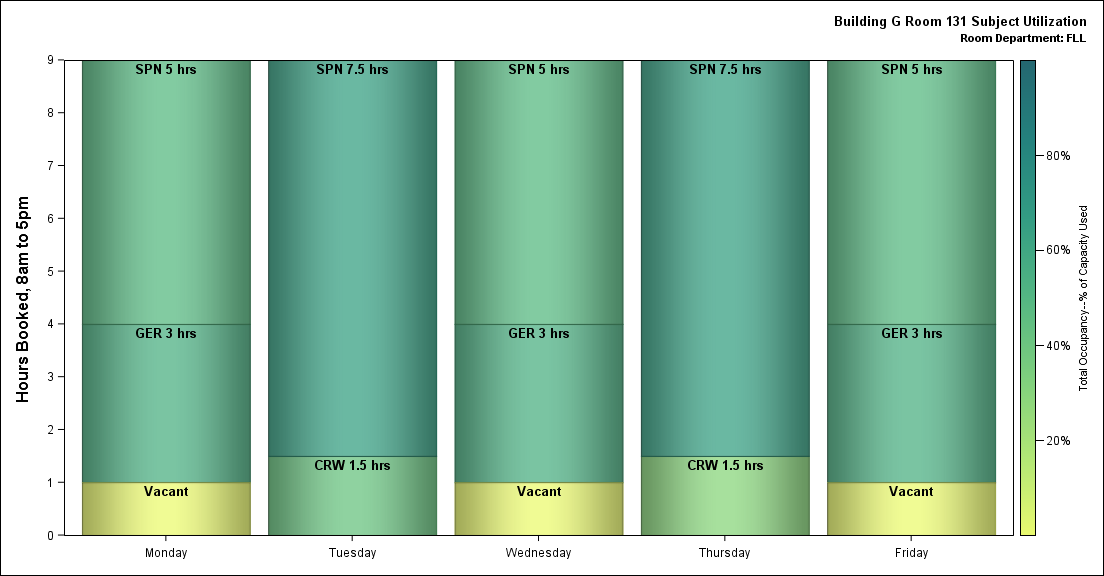 Building G Room 131 Subject Utilization
Room Department: FLL
Hours Booked, 8am to 5pm
9
8
7
6
5
4
3
2
1
0
SPN 5 hrs
GER 3 hrs
Vacant
SPN 7.5 hrs
CRW 1.5 hrs
SPN 5 hrs
GER 3 hrs
Vacant
SPN 7.5 hrs
CRW 1.5 hrs
SPN 5 hrs
GER 3 hrs
Vacant
Monday
Tuesday
Wednesday
Thursday
Friday
80%
60%
40%
20%
Total Occupancy--% of Capacity Used